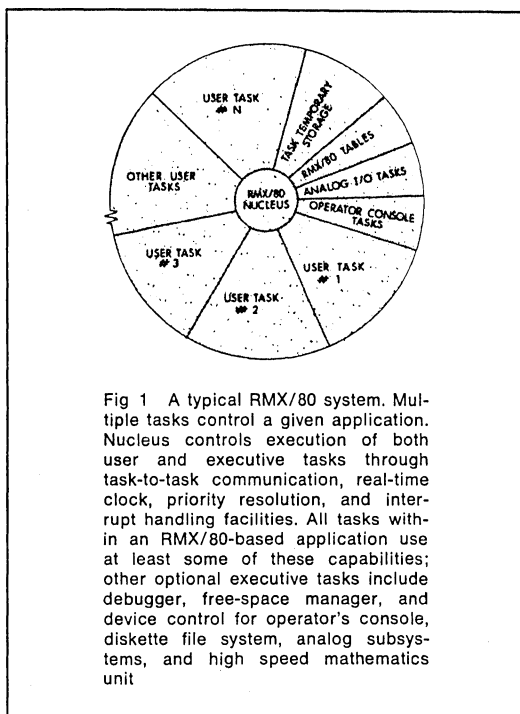 USER TASK
# N
TASK TEMPORARY
STORAGE
RMX/80 TABLES
ANALOG I/O TASKS
OPERATOR CONSOLE
TASKS
USER TASK
# 1
USER TASK
# 2
USER TASK
# 3
OTHER USER
TASKS
RMX/80
NUCLEUS
Fig 1 A typical RMX/80 system. Mul-
tiple tasks control a given application.
Nucleus controls execution of both
user and executive tasks through
task-to-task communication, real-time
clock, priority resolution, and inter-
rupt handling facilities. All tasks with-
in an RMX/80-based application use
at least some of these capabilities;
other optional executive tasks include
debugger, free-space manager, and
device control for operator's console,
diskette file system, analog subsys-
tems, and high speed mathematics
unit